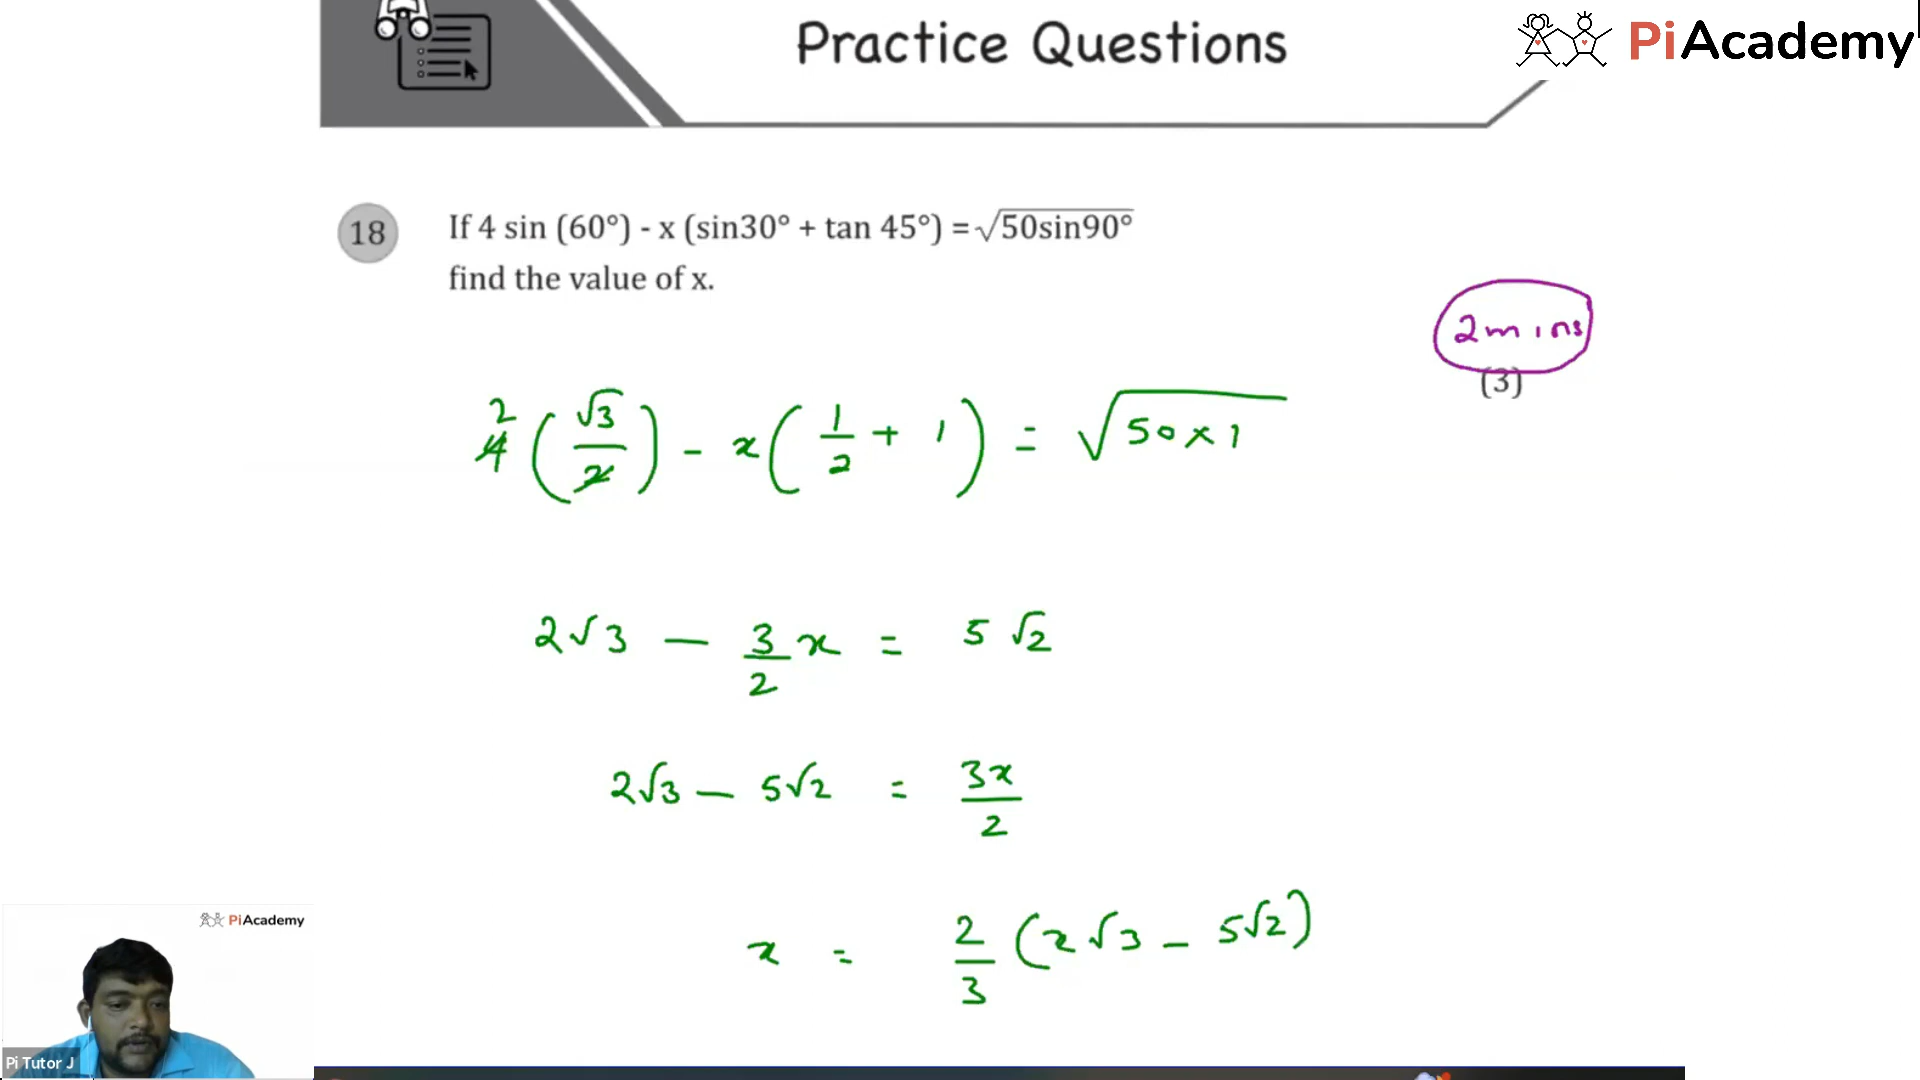 Practice Questions
PiAcademy
18 If 4 sin (60°) - x (sin30° + tan 45°) = √50sin90°
find the value of x.
2mins
(3)
2
4 (√3/2) - x (1/2 + 1) = √50×1
2√3 - 3/2 x = 5√2
2√3 - 5√2 = 3x/2
x = 2/3 (2√3 - 5√2)
PiAcademy
Pi Tutor J